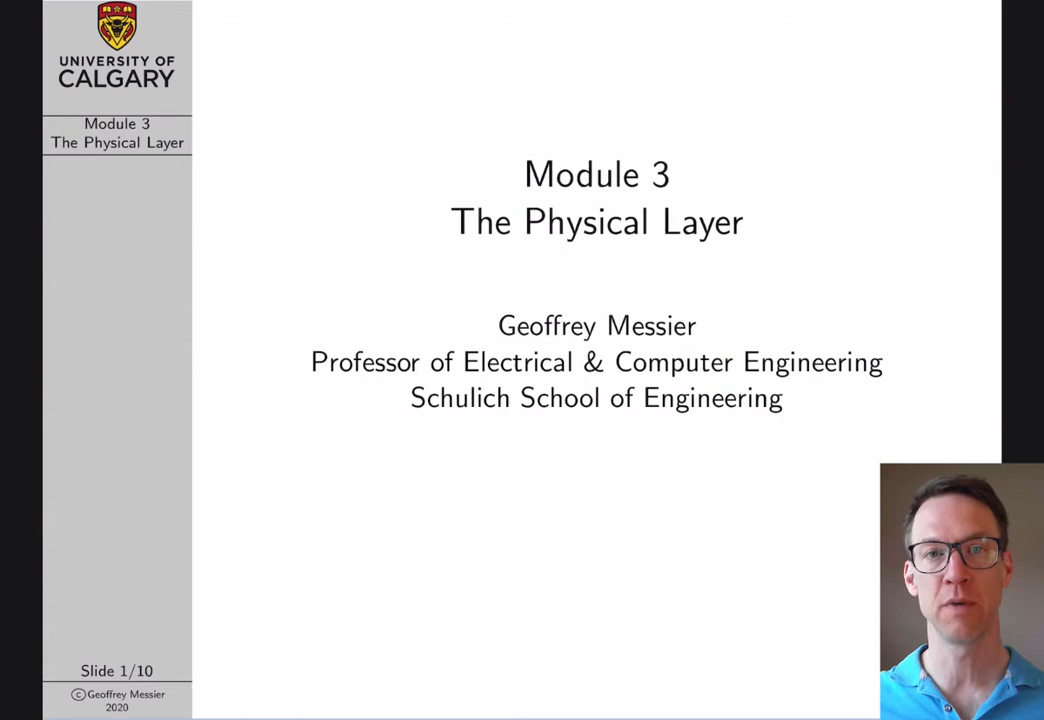 UNIVERSITY OF
CALGARY
Module 3
The Physical Layer
Module 3
The Physical Layer
Geoffrey Messier
Professor of Electrical & Computer Engineering
Schulich School of Engineering
Slide 1/10
©Geoffrey Messier
2020